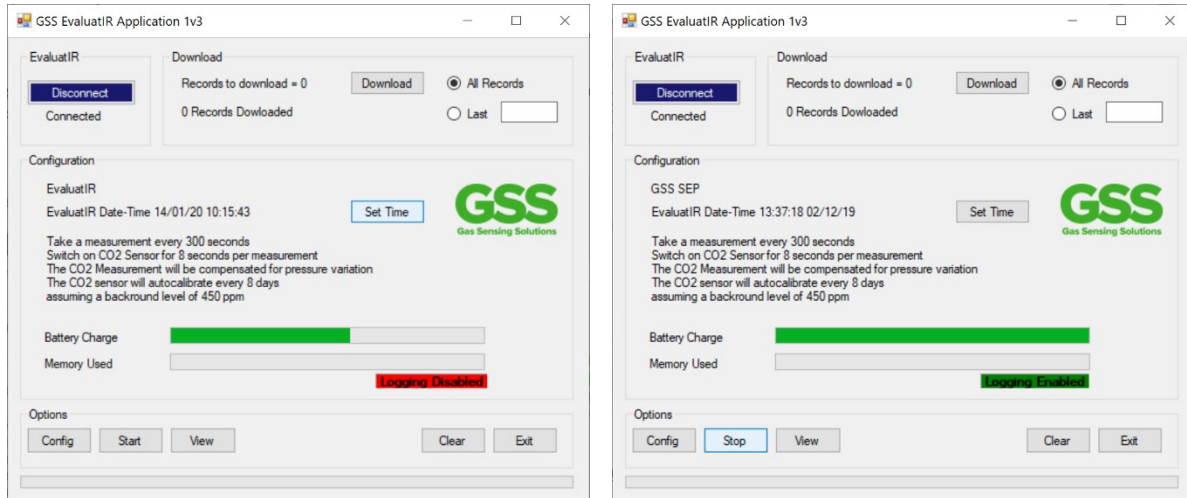 GSS EvaluatIR Application 1v3
EvaluatIR
Disconnect
Connected
Download
Records to download = 0
Download
All Records
0 Records Dowloaded
Last
Configuration
EvaluatIR
EvaluatIR Date-Time 14/01/20 10:15:43
Set Time
GSS
Gas Sensing Solutions
Take a measurement every 300 seconds
Switch on CO2 Sensor for 8 seconds per measurement
The CO2 Measurement will be compensated for pressure variation
The CO2 sensor will autocalibrate every 8 days
assuming a backround level of 450 ppm
Battery Charge
Memory Used
Logging Disabled
Options
Config
Start
View
Clear
Exit
GSS EvaluatIR Application 1v3
EvaluatIR
Disconnect
Connected
Download
Records to download = 0
Download
All Records
0 Records Dowloaded
Last
Configuration
GSS SEP
EvaluatIR Date-Time 13:37:18 02/12/19
Set Time
GSS
Gas Sensing Solutions
Take a measurement every 300 seconds
Switch on CO2 Sensor for 8 seconds per measurement
The CO2 Measurement will be compensated for pressure variation
The CO2 sensor will autocalibrate every 8 days
assuming a backround level of 450 ppm
Battery Charge
Memory Used
Logging Enabled
Options
Config
Stop
View
Clear
Exit